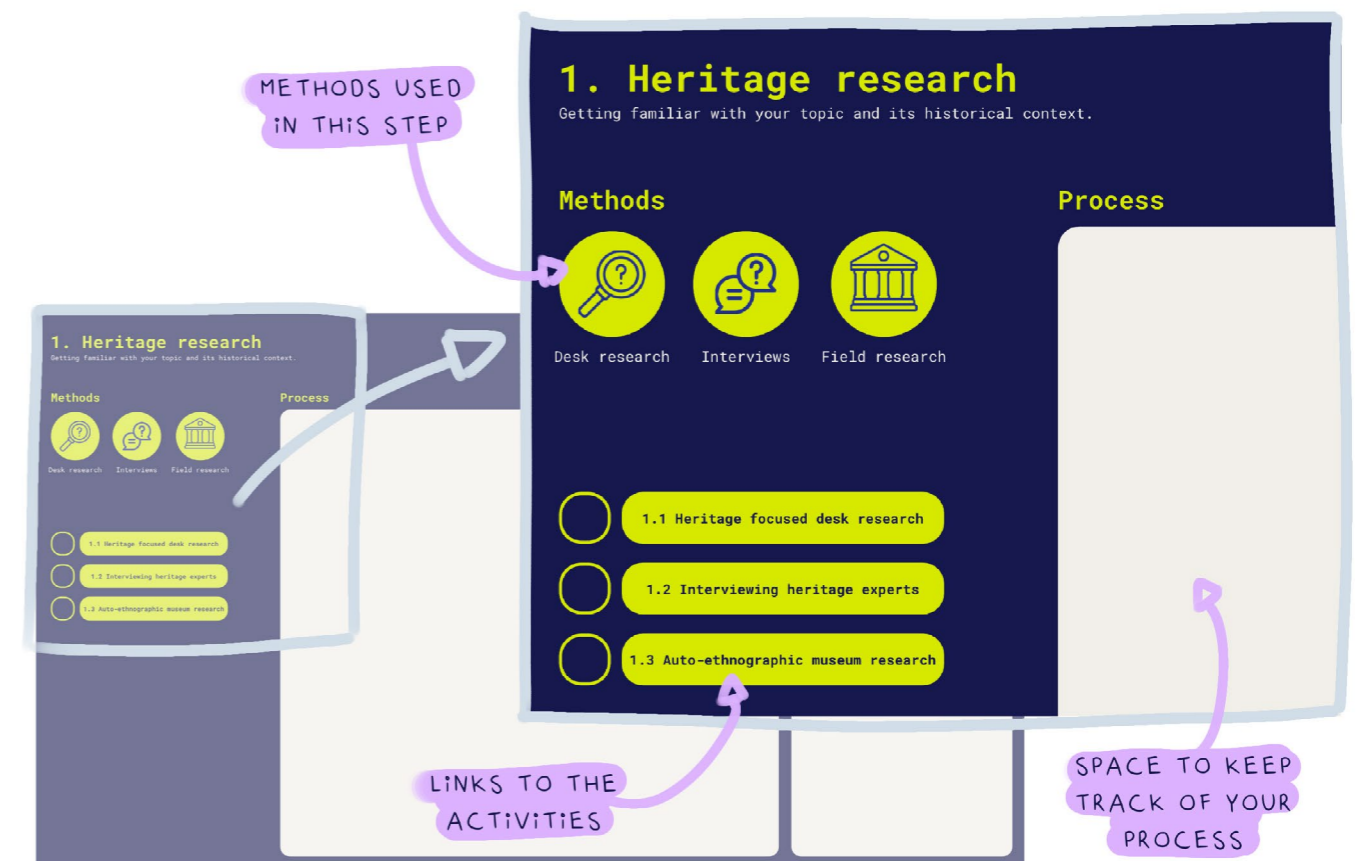 METHODS USED
IN THIS STEP
1. Heritage research
Getting familiar with your topic and its historical context.
Methods
Process
Desk research
Interviews
Field research
1.1 Heritage focused desk research
1.2 Interviewing heritage experts
1.3 Auto-ethnographic museum research
1. Heritage research
Getting familiar with your topic and its historical context.
Methods
Process
Desk research
Interviews
Field research
1.1 Heritage focused desk research
1.2 Interviewing heritage experts
1.3 Auto-ethnographic museum research
LINKS TO THE
ACTIVITIES
SPACE TO KEEP
TRACK OF YOUR
PROCESS